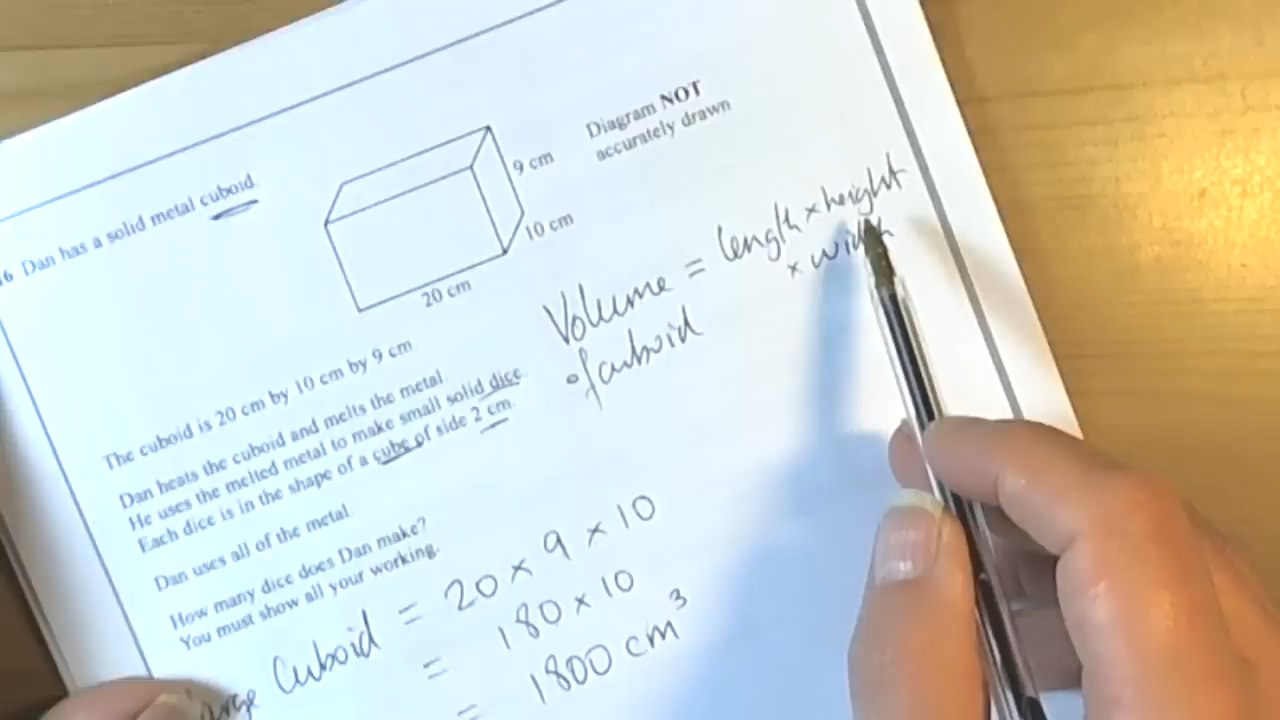 16 Dan has a solid metal cuboid.
Diagram NOT
accurately drawn
9 cm
10 cm
20 cm
Volume = length × height
× width
of cuboid
The cuboid is 20 cm by 10 cm by 9 cm
Dan heats the cuboid and melts the metal.
He uses the melted metal to make small solid dice.
Each dice is in the shape of a cube of side 2 cm.
Dan uses all of the metal.
How many dice does Dan make?
You must show all your working.
Cuboid = 20 × 9 × 10
= 180 × 10
= 1800 cm³